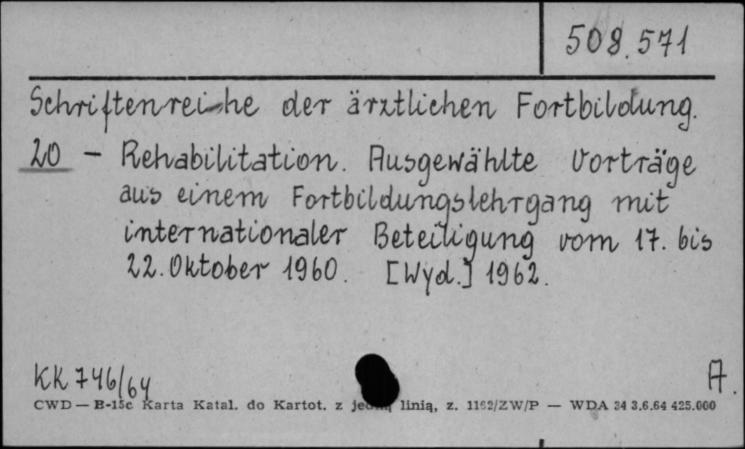 508.571
Schriftenreihe der ärztlichen Fortbildung.
20 - Rehabilitation. Ausgewählte Vorträge
aus einem Fortbildungslehrgang mit
internationaler Beteiligung vom 17. bis
22. Oktober 1960. [Wyd.] 1962.
KK 746/64 A.
CWD — B-15c Karta Katal. do Kartot. z jedną linią, z. 1162/ZW/P — WDA 34 3.6.64 425.000